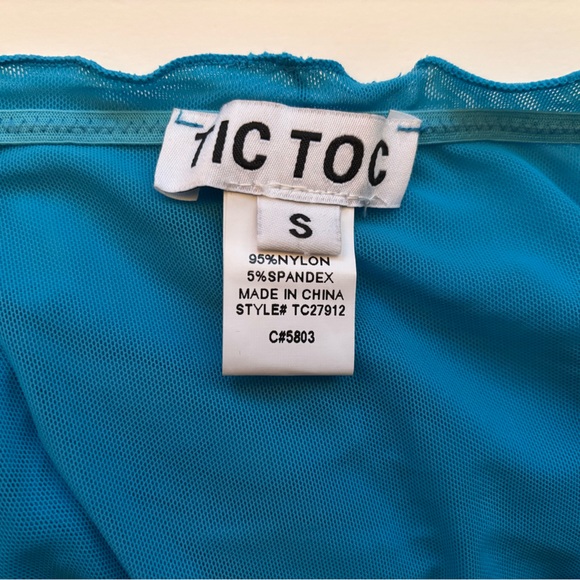 TIC TOC
S
95%NYLON
5%SPANDEX
MADE IN CHINA
STYLE# TC27912
C#5803